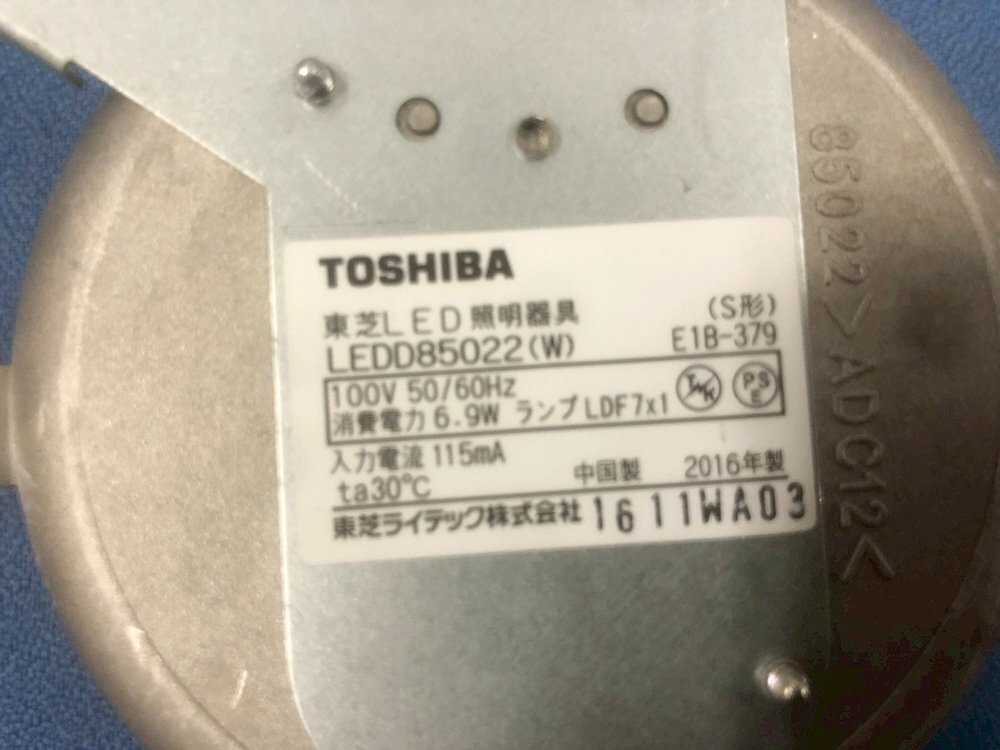 TOSHIBA
東芝LED照明器具 (S形)
LEDD85022(W) E1B-379
100V 50/60Hz
消費電力 6.9W ランプ LDF7x1 PSE
入力電流 115mA 中国製 2016年製
ta30°C
東芝ライテック株式会社 1611WA03
85022>ADC12<